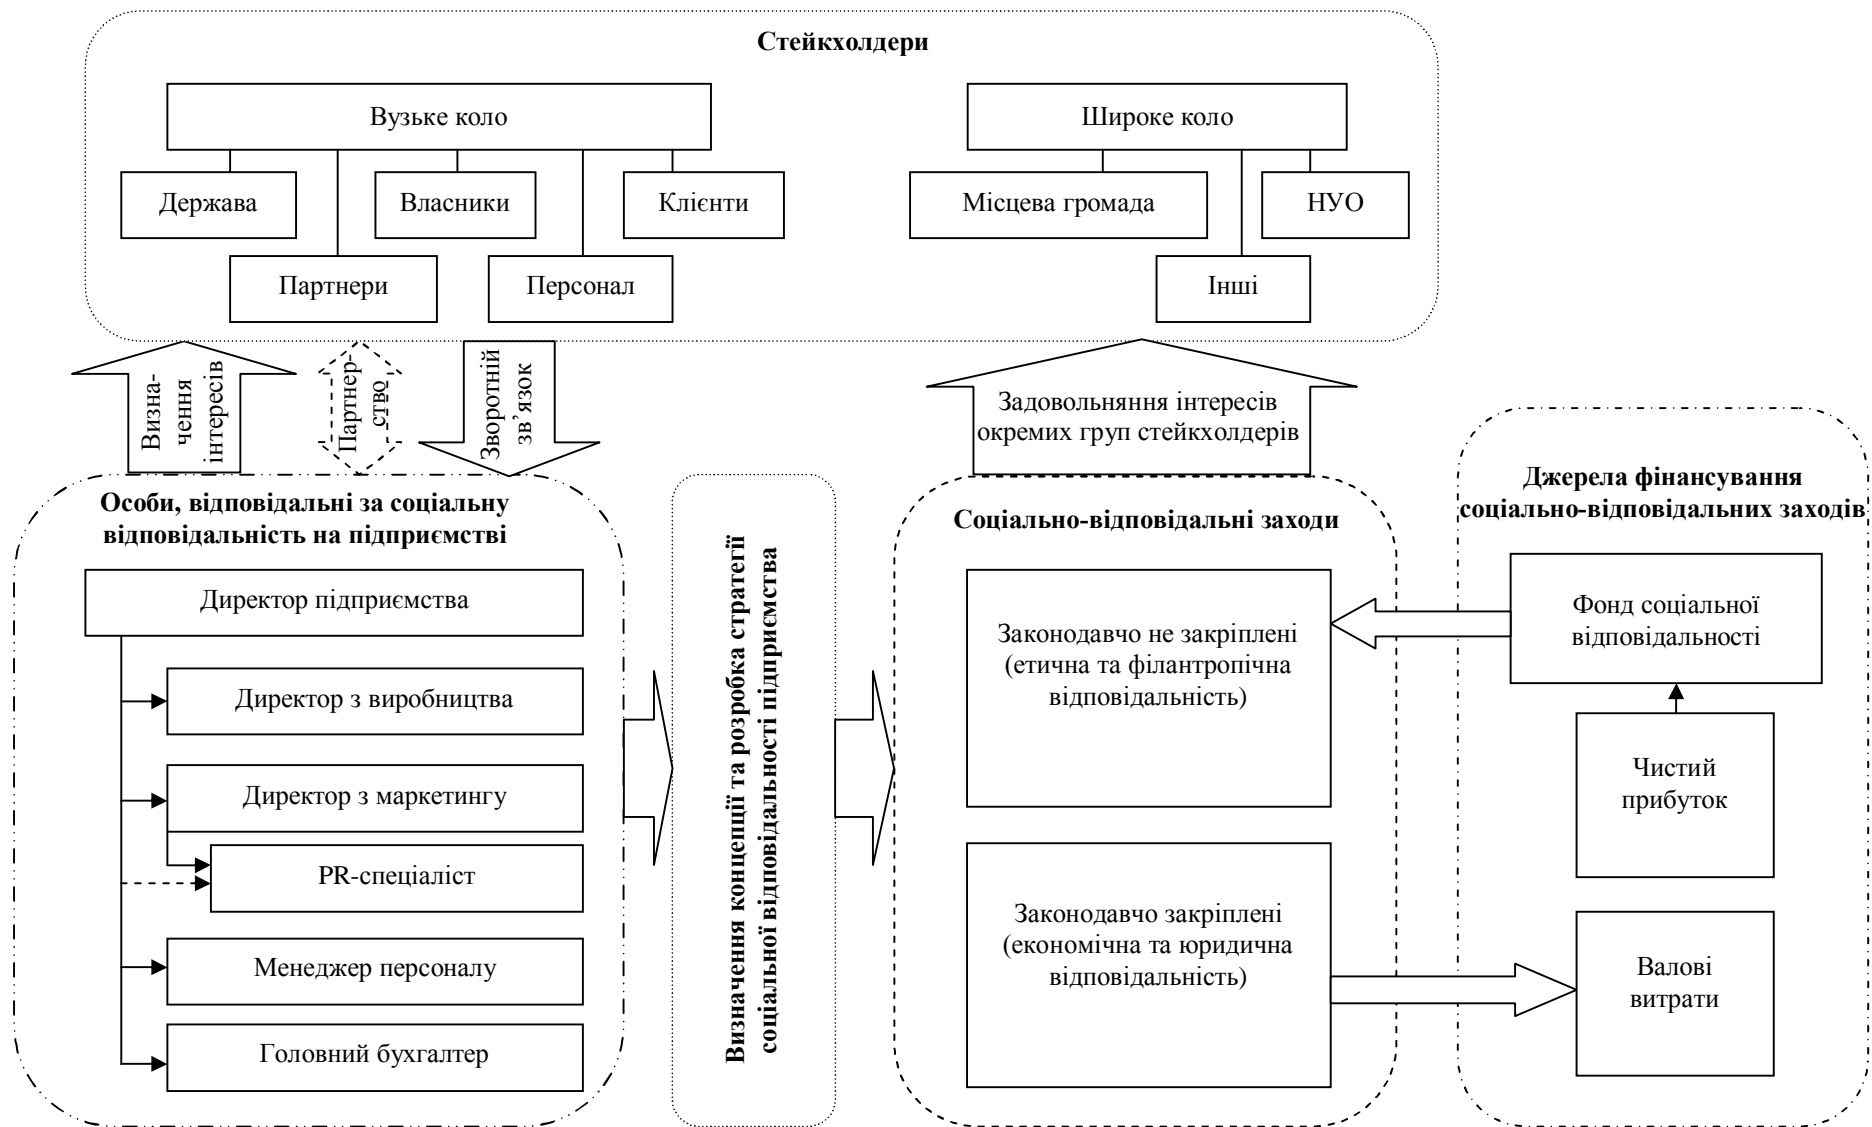 Стейкхолдери
Вузьке коло
Широке коло
Держава
Власники
Клієнти
Місцева громада
НУО
Партнери
Персонал
Інші
Визна-
чення
інтересів
Партнер-
ство
Зворотній
зв’язок
Задовольняння інтересів
окремих груп стейкхолдерів
Особи, відповідальні за соціальну
відповідальність на підприємстві
Директор підприємства
Директор з виробництва
Директор з маркетингу
PR-спеціаліст
Менеджер персоналу
Головний бухгалтер
Визначення концепції та розробка стратегії
соціальної відповідальності підприємства
Соціально-відповідальні заходи
Законодавчо не закріплені
(етична та філантропічна
відповідальність)
Законодавчо закріплені
(економічна та юридична
відповідальність)
Джерела фінансування
соціально-відповідальних заходів
Фонд соціальної
відповідальності
Чистий
прибуток
Валові
витрати